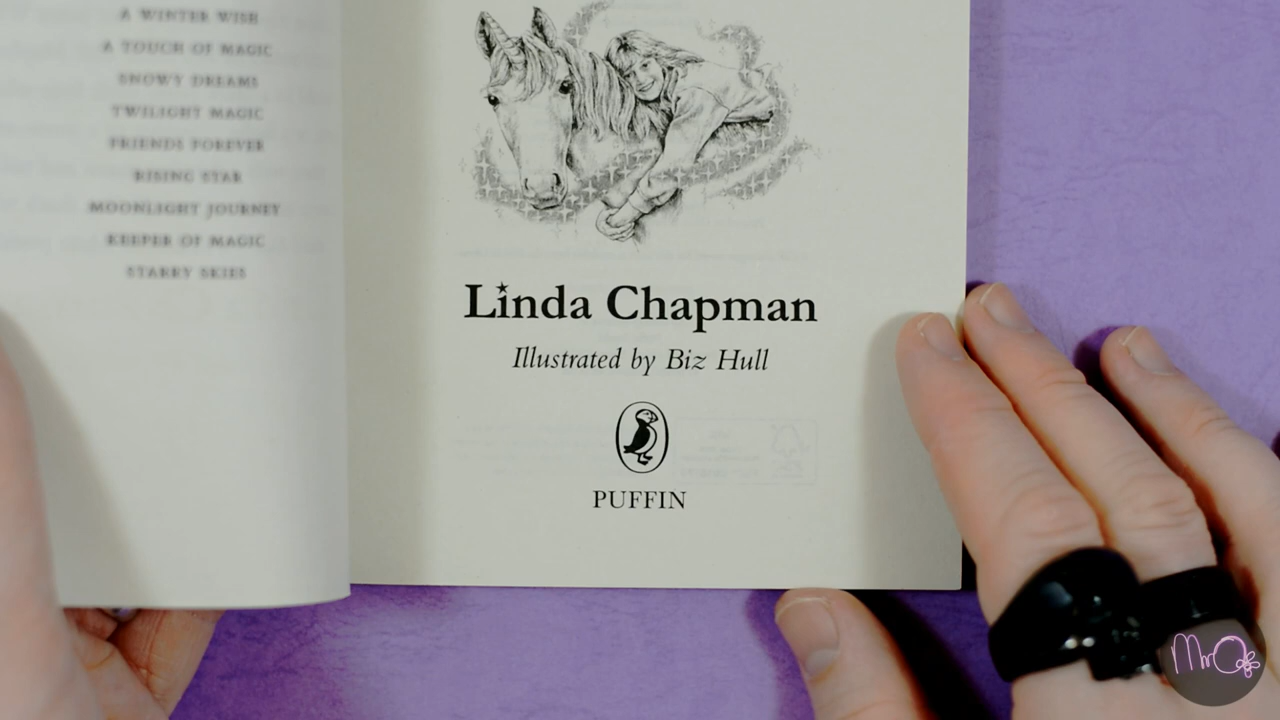 A WINTER WISH
A TOUCH OF MAGIC
SNOWY DREAMS
TWILIGHT MAGIC
FRIENDS FOREVER
RISING STAR
MOONLIGHT JOURNEY
KEEPER OF MAGIC
STARRY SKIES
Linda Chapman
Illustrated by Biz Hull
PUFFIN